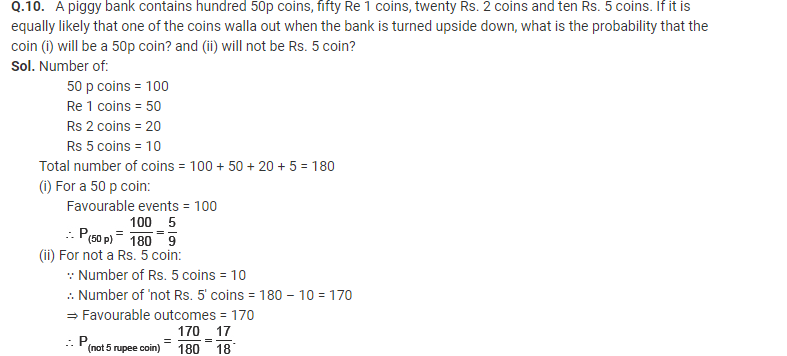 Q.10. A piggy bank contains hundred 50p coins, fifty Re 1 coins, twenty Rs. 2 coins and ten Rs. 5 coins. If it is
equally likely that one of the coins walla out when the bank is turned upside down, what is the probability that the
coin (i) will be a 50p coin? and (ii) will not be Rs. 5 coin?
Sol. Number of:
50 p coins = 100
Re 1 coins = 50
Rs 2 coins = 20
Rs 5 coins = 10
Total number of coins = 100 + 50 + 20 + 5 = 180
(i) For a 50 p coin:
Favourable events = 100
∴ P(50 p) = 100/180 = 5/9
(ii) For not a Rs. 5 coin:
∵ Number of Rs. 5 coins = 10
∴ Number of 'not Rs. 5' coins = 180 – 10 = 170
⇒ Favourable outcomes = 170
∴ P(not 5 rupee coin) = 170/180 = 17/18.